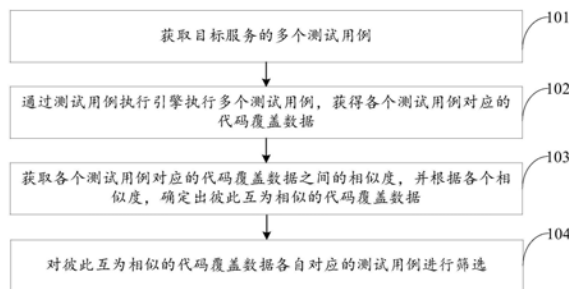 获取目标服务的多个测试用例
101
通过测试用例执行引擎执行多个测试用例，获得各个测试用例对应的
代码覆盖数据
102
获取各个测试用例对应的代码覆盖数据之间的相似度，并根据各个相
似度，确定出彼此互为相似的代码覆盖数据
103
对彼此互为相似的代码覆盖数据各自对应的测试用例进行筛选
104